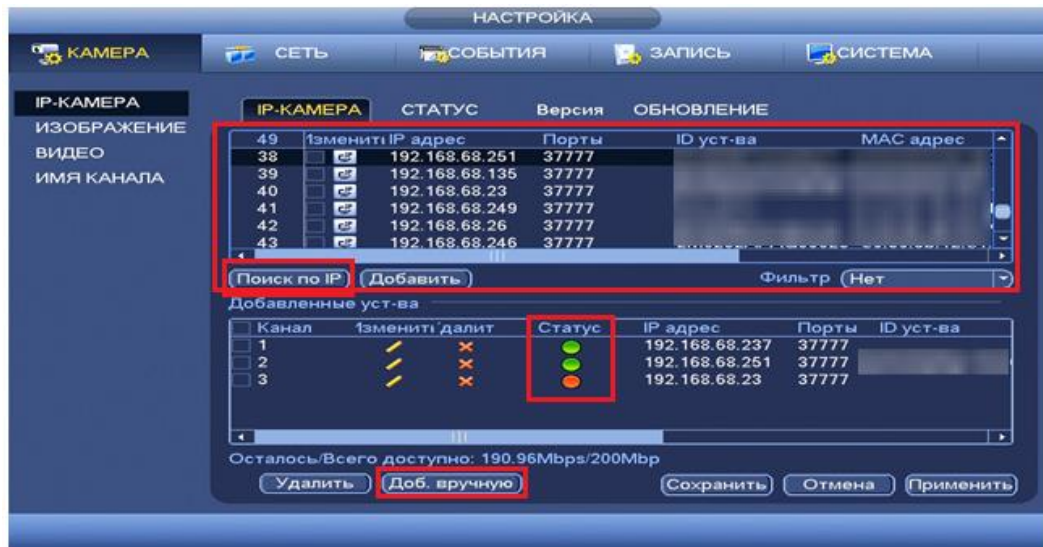 НАСТРОЙКА
КАМЕРА СЕТЬ СОБЫТИЯ ЗАПИСЬ СИСТЕМА
IP-КАМЕРА
ИЗОБРАЖЕНИЕ
ВИДЕО
ИМЯ КАНАЛА
IP-КАМЕРА СТАТУС Версия ОБНОВЛЕНИЕ
49 Iзменитı IP адрес Порты ID уст-ва MAC адрес
38 192.168.68.251 37777
39 192.168.68.135 37777
40 192.168.68.23 37777
41 192.168.68.249 37777
42 192.168.68.26 37777
43 192.168.68.246 37777
Поиск по IP Добавить Фильтр Нет
Добавленные уст-ва
Канал Iзменитı далит Статус IP адрес Порты ID уст-ва
1 192.168.68.237 37777
2 192.168.68.251 37777
3 192.168.68.23 37777
Осталось/Всего доступно: 190.96Mbps/200Mbp
Удалить Доб. вручную Сохранить Отмена Применить